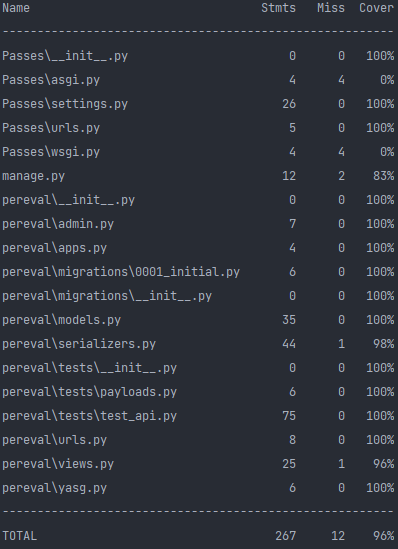 Name Stmts Miss Cover
------------------------------------------------------
Passes\__init__.py 0 0 100%
Passes\asgi.py 4 4 0%
Passes\settings.py 26 0 100%
Passes\urls.py 5 0 100%
Passes\wsgi.py 4 4 0%
manage.py 12 2 83%
pereval\__init__.py 0 0 100%
pereval\admin.py 7 0 100%
pereval\apps.py 4 0 100%
pereval\migrations\0001_initial.py 6 0 100%
pereval\migrations\__init__.py 0 0 100%
pereval\models.py 35 0 100%
pereval\serializers.py 44 1 98%
pereval\tests\__init__.py 0 0 100%
pereval\tests\payloads.py 6 0 100%
pereval\tests\test_api.py 75 0 100%
pereval\urls.py 8 0 100%
pereval\views.py 25 1 96%
pereval\yasg.py 6 0 100%
------------------------------------------------------
TOTAL 267 12 96%